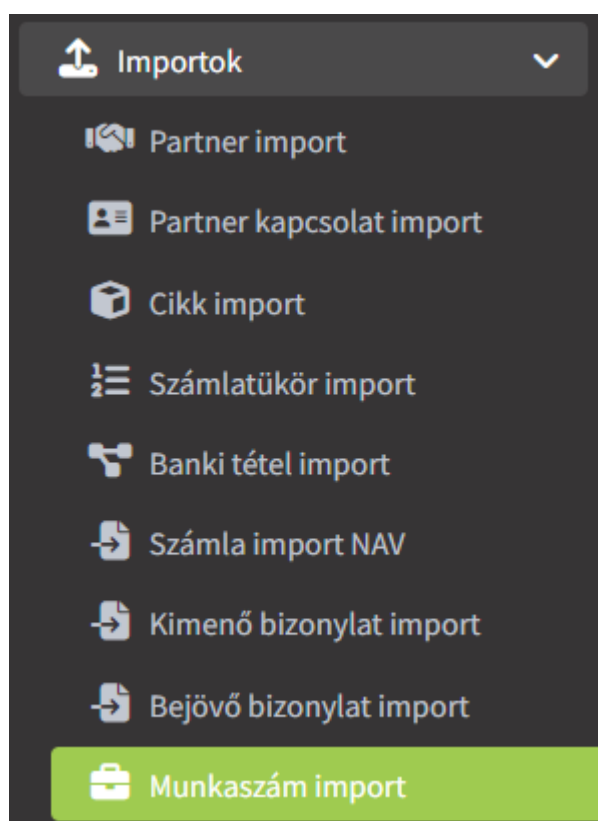 Importok
Partner import
Partner kapcsolat import
Cikk import
Számlatükör import
Banki tétel import
Számla import NAV
Kimenő bizonylat import
Bejövő bizonylat import
Munkaszám import